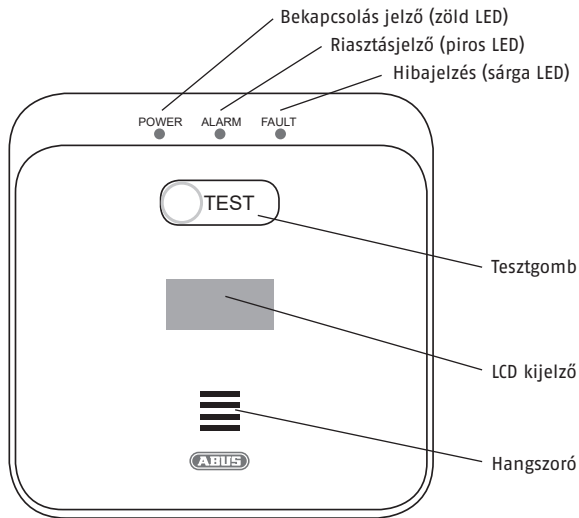 Bekapcsolás jelző (zöld LED)
Riasztásjelző (piros LED)
Hibajelzés (sárga LED)
POWER ALARM FAULT
TEST
Tesztgomb
LCD kijelző
Hangszoró
ABUS